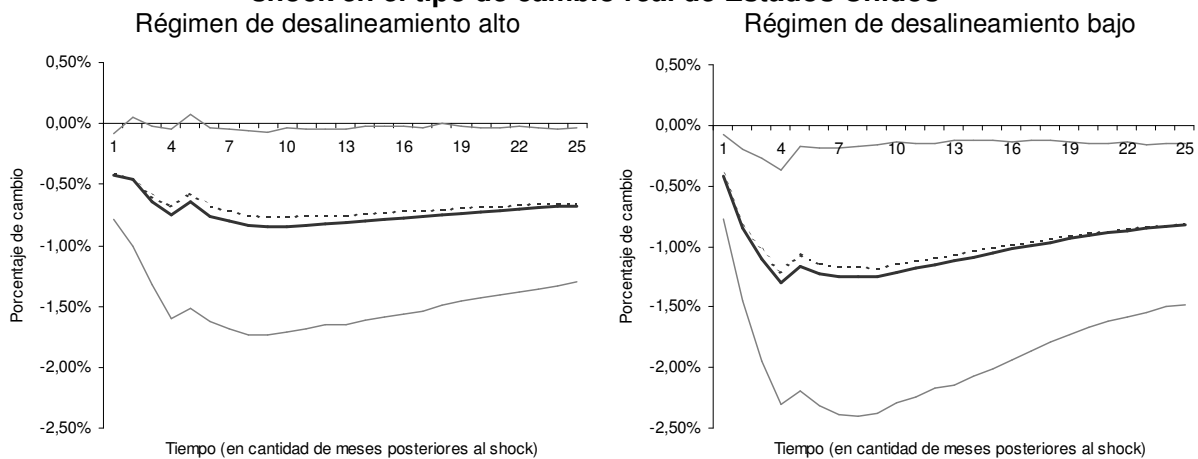 shock en el tipo de cambio real de Estados Unidos
Régimen de desalineamiento alto
0,50%
0,00%
1 4 7 10 13 16 19 22 25
-0,50%
-1,00%
-1,50%
-2,00%
-2,50%
Porcentaje de cambio
Tiempo (en cantidad de meses posteriores al shock)
Régimen de desalineamiento bajo
0,50%
0,00%
1 4 7 10 13 16 19 22 25
-0,50%
-1,00%
-1,50%
-2,00%
-2,50%
Porcentaje de cambio
Tiempo (en cantidad de meses posteriores al shock)